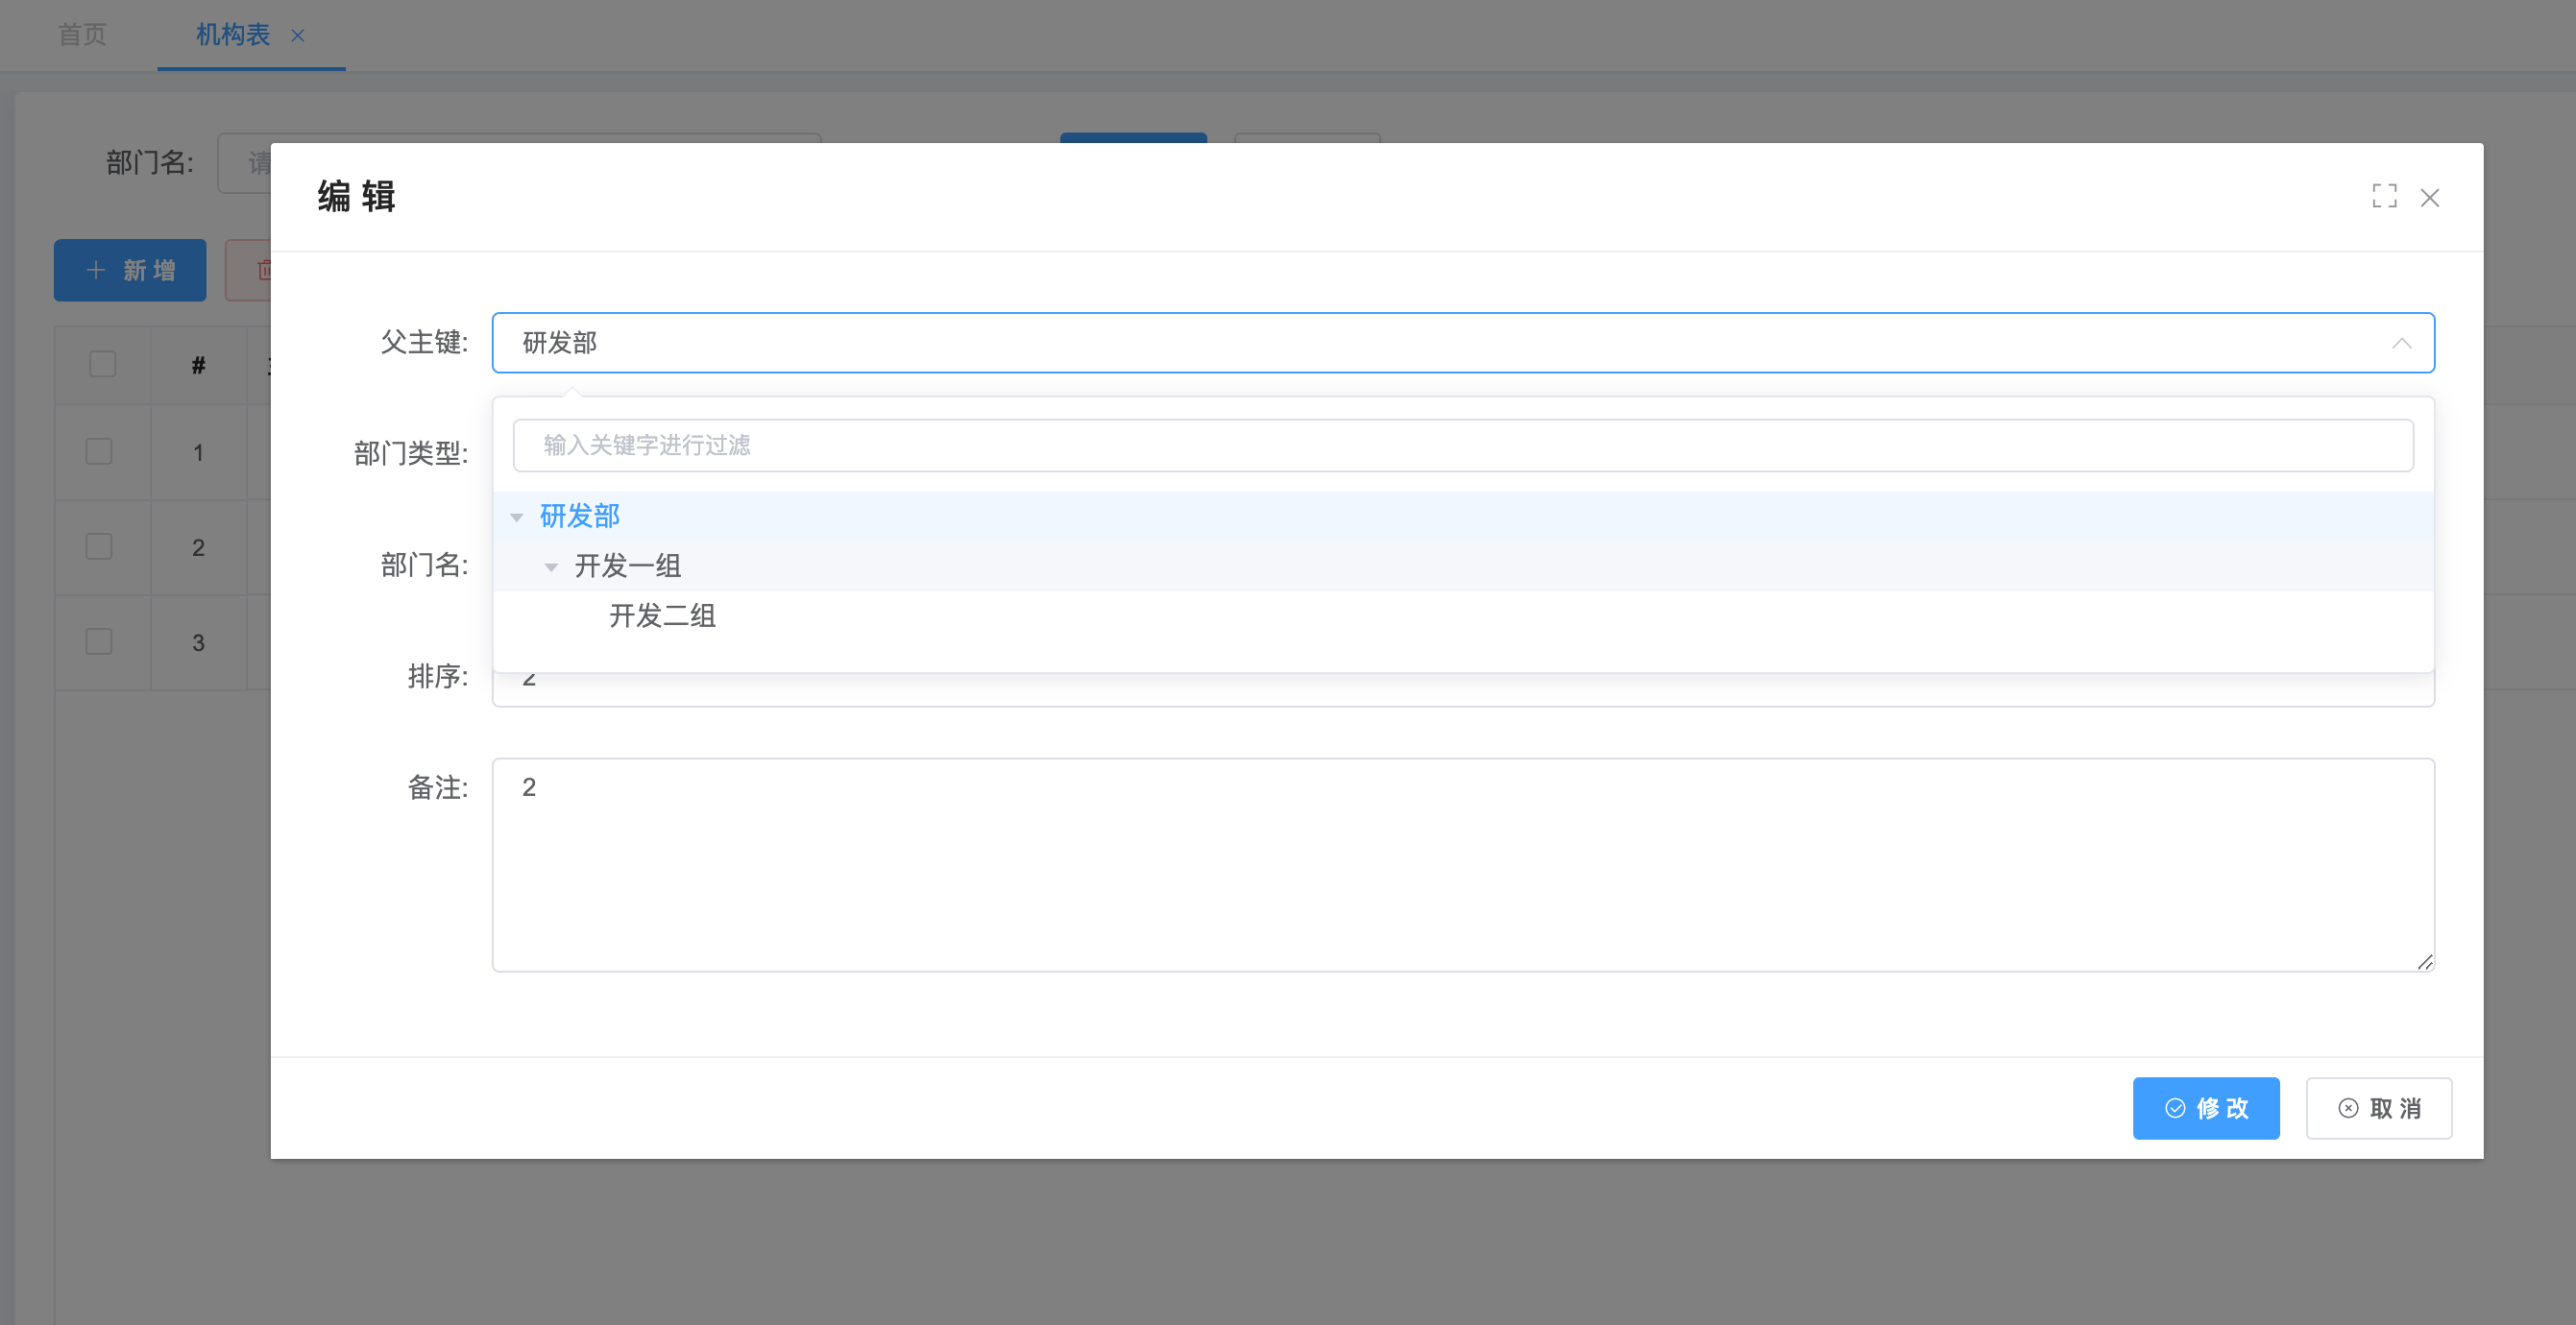 首页
机构表
部门名:
请
编 辑
新 增
父主键:
研发部
#
输入关键字进行过滤
部门类型:
1
研发部
部门名:
开发一组
2
开发二组
3
排序:
2
备注:
2
修 改
取 消